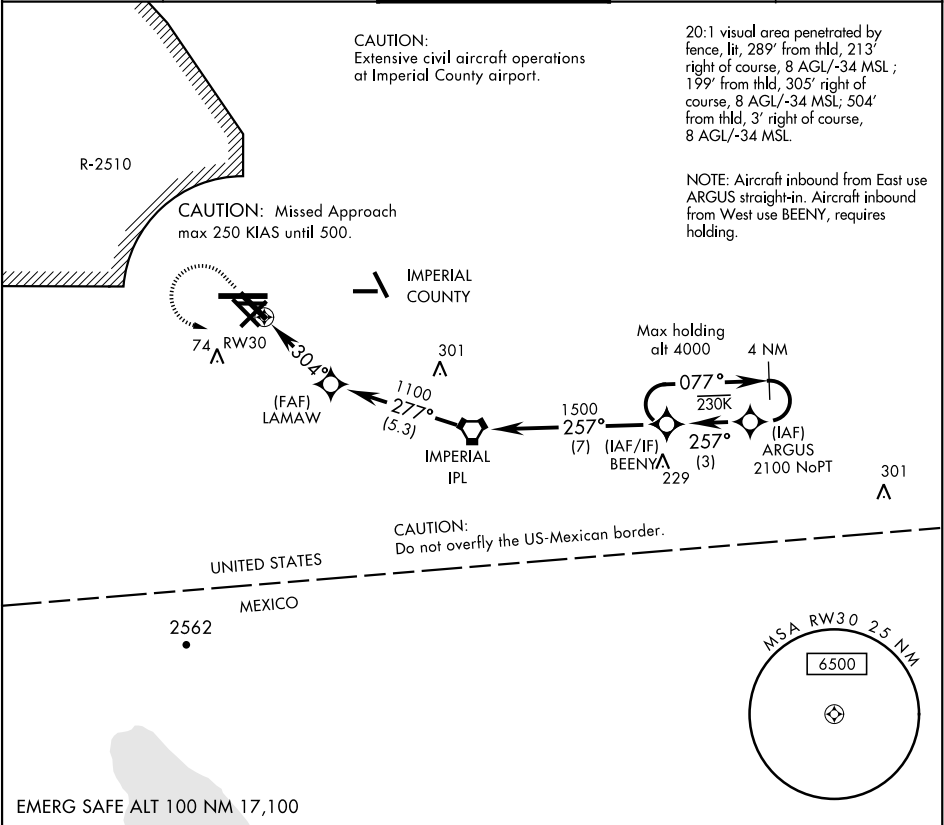 CAUTION:
Extensive civil aircraft operations
at Imperial County airport.
20:1 visual area penetrated by
fence, lit, 289' from thld, 213'
right of course, 8 AGL/-34 MSL ;
199' from thld, 305' right of
course, 8 AGL/-34 MSL; 504'
from thld, 3' right of course,
8 AGL/-34 MSL.
R-2510
NOTE: Aircraft inbound from East use
ARGUS straight-in. Aircraft inbound
from West use BEENY, requires
holding.
CAUTION: Missed Approach
max 250 KIAS until 500.
IMPERIAL
COUNTY
74
RW30
304°
(FAF)
LAMAW
301
1100
277°
(5.3)
IMPERIAL
IPL
1500
257°
(7)
Max holding
alt 4000
4 NM
077°
230K
(IAF/IF)
BEENY
229
257°
(3)
(IAF)
ARGUS
2100 NoPT
301
CAUTION:
Do not overfly the US-Mexican border.
UNITED STATES
MEXICO
2562
MSA RW30 25 NM
6500
EMERG SAFE ALT 100 NM 17,100